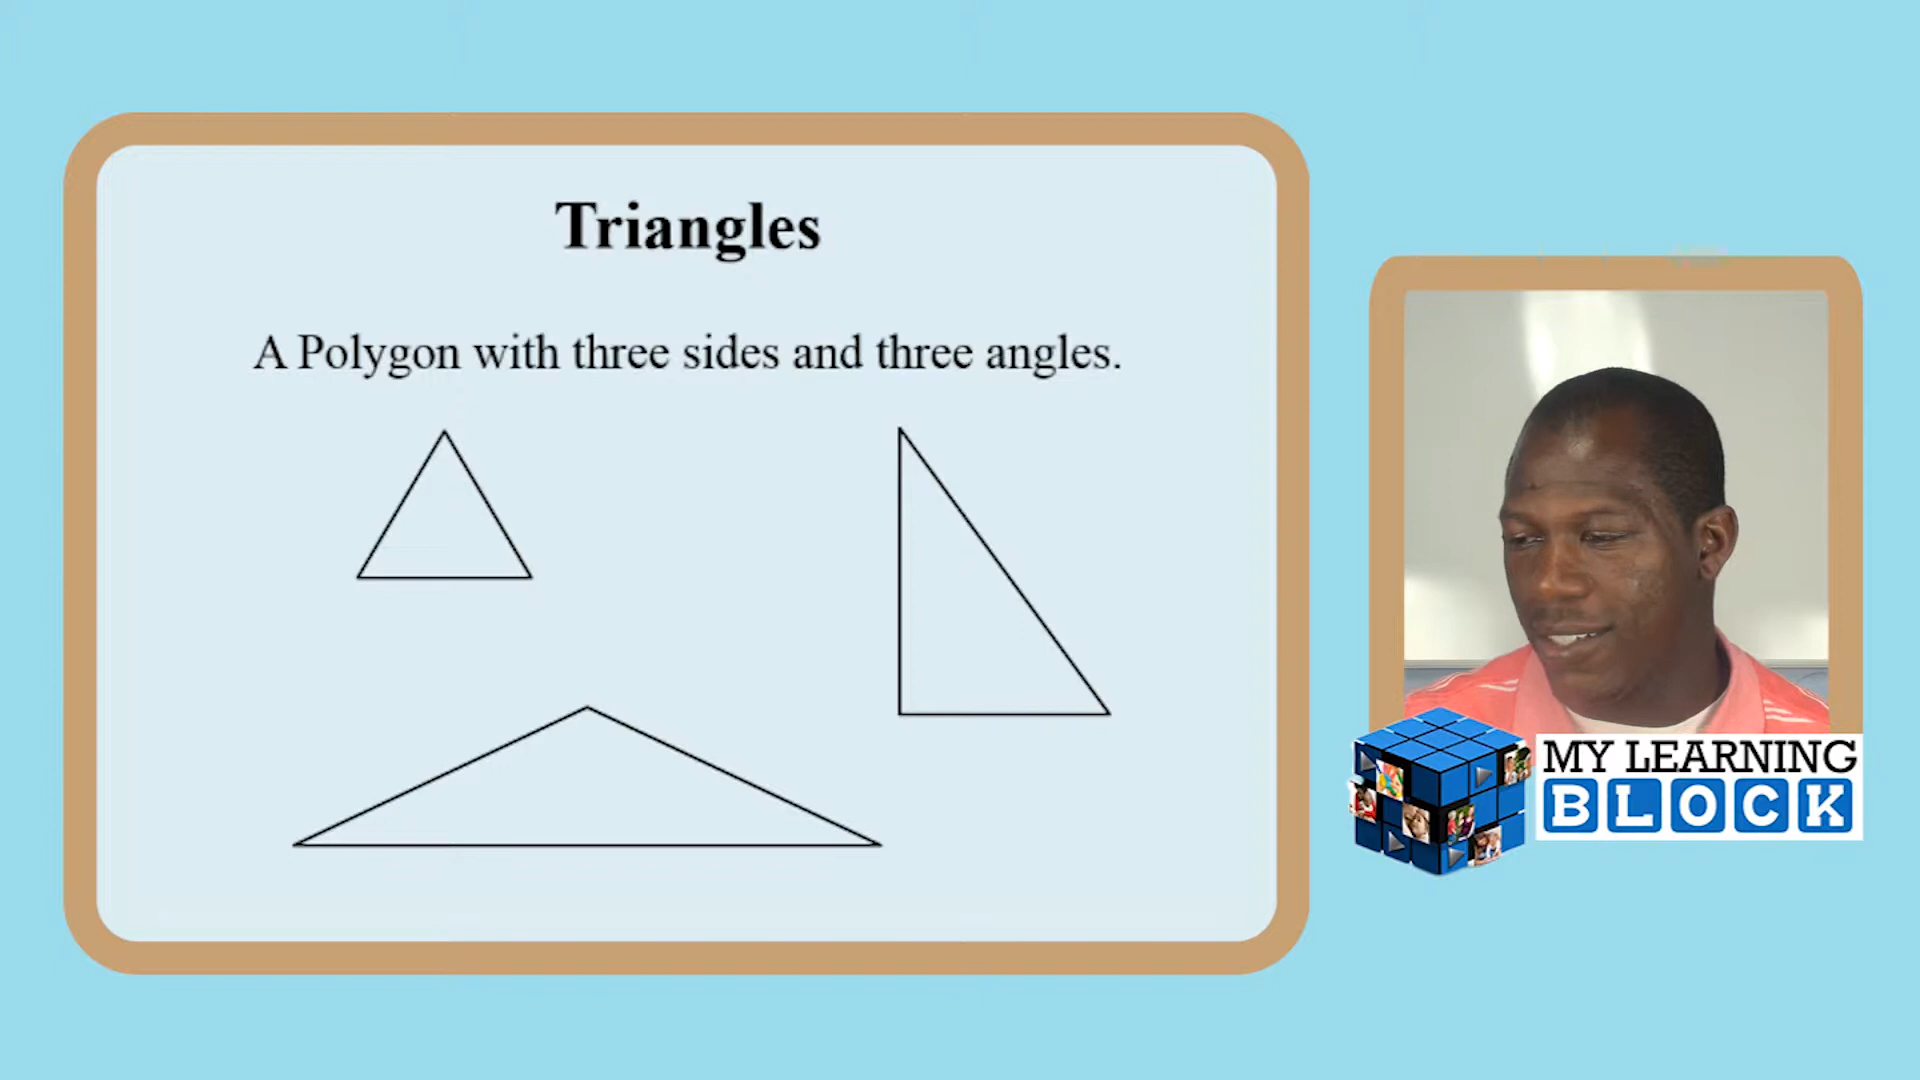 Triangles
A Polygon with three sides and three angles.
MY LEARNING
BLOCK